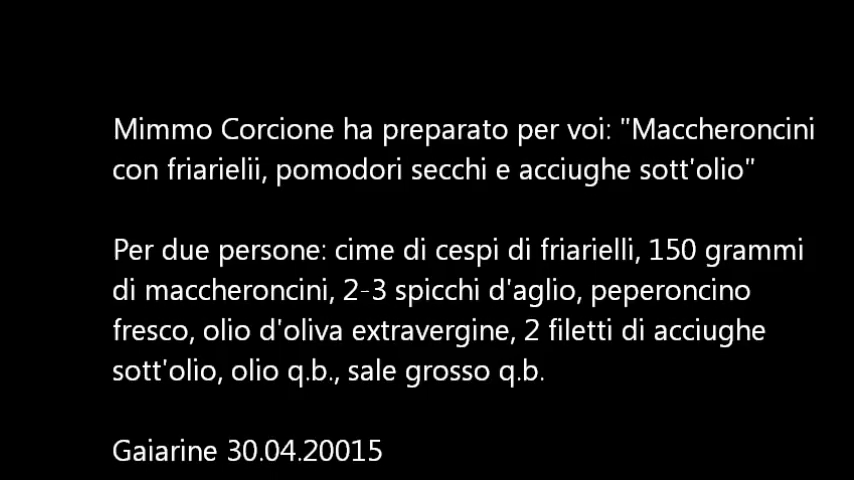 Mimmo Corcione ha preparato per voi: "Maccheroncini
con friarielii, pomodori secchi e acciughe sott'olio"
Per due persone: cime di cespi di friarielli, 150 grammi
di maccheroncini, 2-3 spicchi d'aglio, peperoncino
fresco, olio d'oliva extravergine, 2 filetti di acciughe
sott'olio, olio q.b., sale grosso q.b.
Gaiarine 30.04.20015